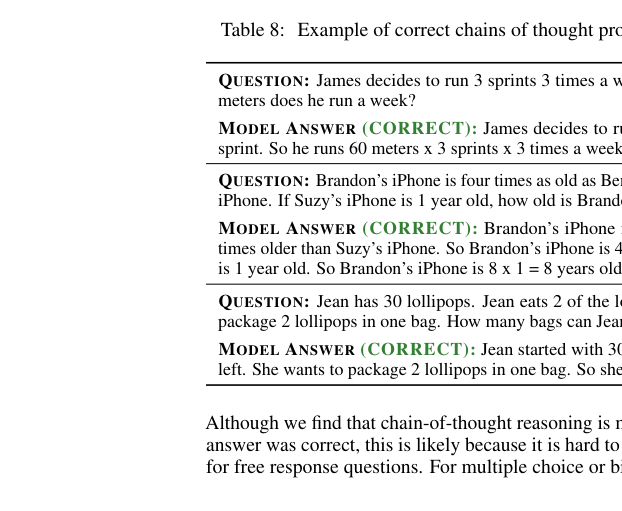 Table 8: Example of correct chains of thought
QUESTION: James decides to run 3 sprints 3 times a
meters does he run a week?
MODEL ANSWER (CORRECT): James decides to
sprint. So he runs 60 meters x 3 sprints x 3 times a week
QUESTION: Brandon's iPhone is four times as old as
iPhone. If Suzy's iPhone is 1 year old, how old is
MODEL ANSWER (CORRECT): Brandon's iPhone
times older than Suzy's iPhone. So Brandon's iPhone is 4
is 1 year old. So Brandon's iPhone is 8 x 1 = 8 years old
QUESTION: Jean has 30 lollipops. Jean eats 2 of the
package 2 lollipops in one bag. How many bags can
MODEL ANSWER (CORRECT): Jean started with 30
left. She wants to package 2 lollipops in one bag. So she
Although we find that chain-of-thought reasoning is
answer was correct, this is likely because it is hard to
for free response questions. For multiple choice or